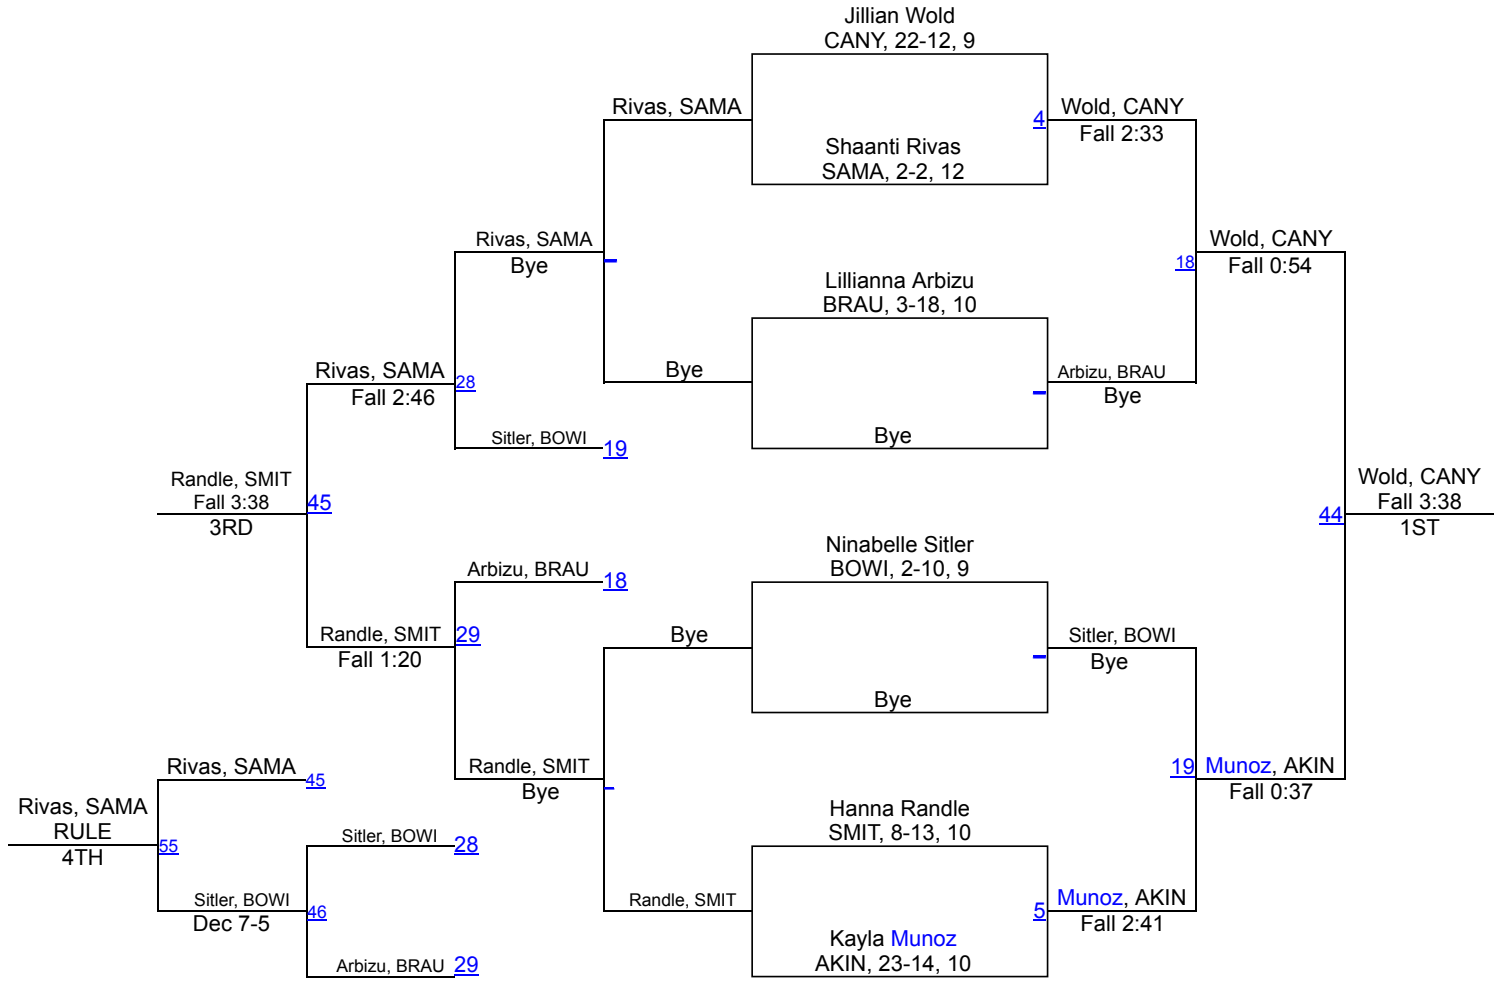 Jillian Wold
CANY, 22-12, 9
Rivas, SAMA
4
Wold, CANY
Fall 2:33
Shaanti Rivas
SAMA, 2-2, 12
Rivas, SAMA
Bye
Wold, CANY
18
Fall 0:54
Lillianna Arbizu
BRAU, 3-18, 10
Rivas, SAMA
28
Fall 2:46
Bye
Arbizu, BRAU
Bye
Sitler, BOWI
19
Bye
Randle, SMIT
Fall 3:38
45
3RD
Wold, CANY
Fall 3:38
44
1ST
Ninabelle Sitler
BOWI, 2-10, 9
Arbizu, BRAU
18
Randle, SMIT
29
Fall 1:20
Bye
Sitler, BOWI
Bye
Bye
Rivas, SAMA
45
Randle, SMIT
Bye
19
Munoz, AKIN
Fall 0:37
Rivas, SAMA
RULE
55
4TH
Hanna Randle
SMIT, 8-13, 10
Sitler, BOWI
28
Sitler, BOWI
46
Dec 7-5
Randle, SMIT
5
Munoz, AKIN
Fall 2:41
Kayla Munoz
AKIN, 23-14, 10
Arbizu, BRAU
29